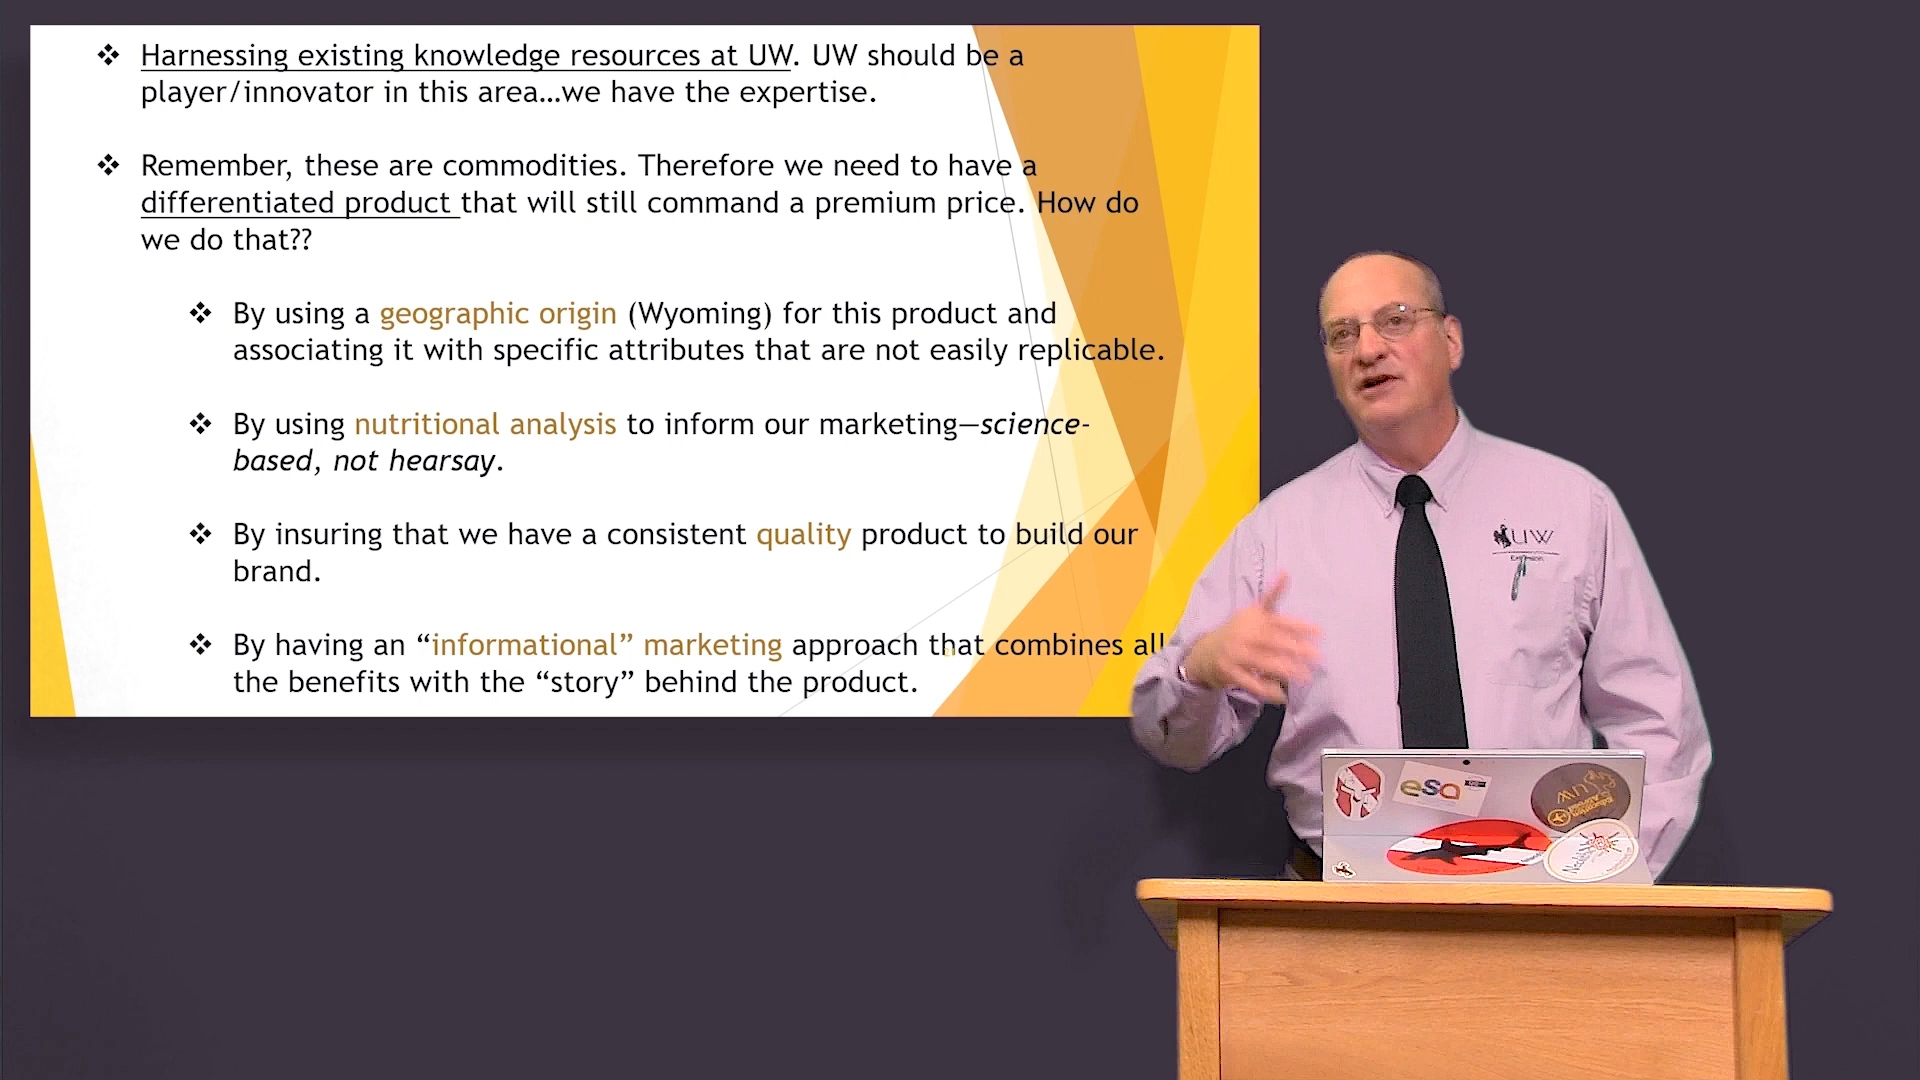 ❖ Harnessing existing knowledge resources at UW. UW should be a
player/innovator in this area…we have the expertise.
❖ Remember, these are commodities. Therefore we need to have a
differentiated product that will still command a premium price. How do
we do that??
❖ By using a geographic origin (Wyoming) for this product and
associating it with specific attributes that are not easily replicable.
❖ By using nutritional analysis to inform our marketing—science-
based, not hearsay.
❖ By insuring that we have a consistent quality product to build our
brand.
❖ By having an “informational” marketing approach that combines all
the benefits with the “story” behind the product.
UW
esa
UW
Education
Abroad